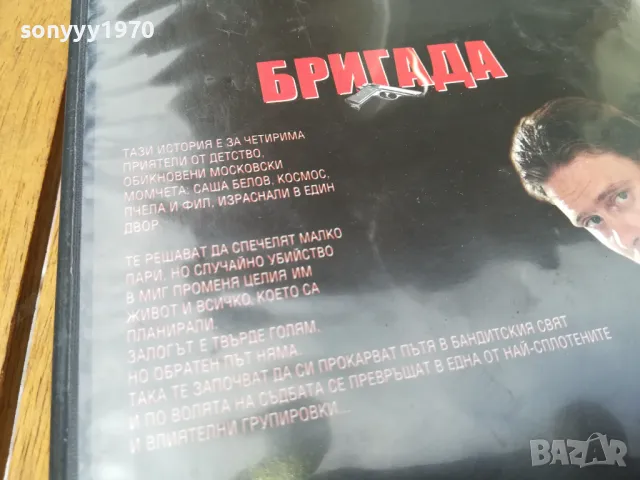 sonyyy1970
БРИГАДА
ТАЗИ ИСТОРИЯ Е ЗА ЧЕТИРИМА
ПРИЯТЕЛИ ОТ ДЕТСТВО,
ОБИКНОВЕНИ МОСКОВСКИ
МОМЧЕТА: САША БЕЛОВ, КОСМОС,
ПЧЕЛА И ФИЛ, ИЗРАСНАЛИ В ЕДИН
ДВОР
ТЕ РЕШАВАТ ДА СПЕЧЕЛЯТ МАЛКО
ПАРИ, НО СЛУЧАЙНО УБИЙСТВО
В МИГ ПРОМЕНЯ ЦЕЛИЯ ИМ
ЖИВОТ И ВСИЧКО, КОЕТО СА
ПЛАНИРАЛИ.
ЗАЛОГЪТ Е ТВЪРДЕ ГОЛЯМ,
НО ОБРАТЕН ПЪТ НЯМА.
ТАКА ТЕ ЗАПОЧВАТ ДА СИ ПРОКАРВАТ ПЪТЯ В БАНДИТСКИЯ СВЯТ
И ПО ВОЛЯТА НА СЪДБАТА СЕ ПРЕВРЪЩАТ В ЕДНА ОТ НАЙ-СПЛОТЕНИТЕ
И ВЛИЯТЕЛНИ ГРУПИРОВКИ...
BAZAR